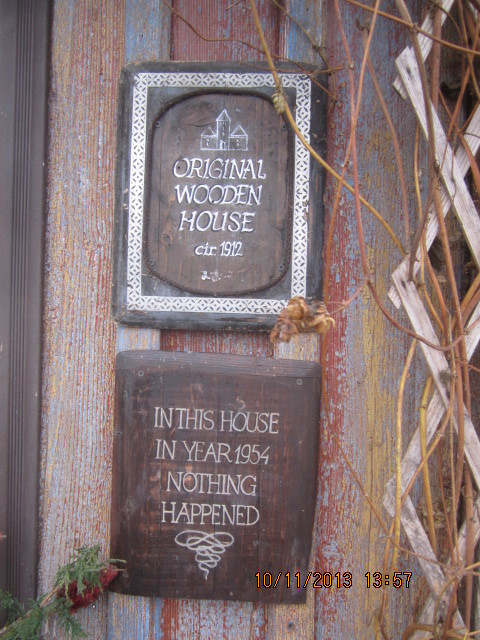 ORIGINAL
WOODEN
HOUSE
cir. 1912
IN THIS HOUSE
IN YEAR 1954
NOTHING
HAPPENED
10/11/2013 13:57